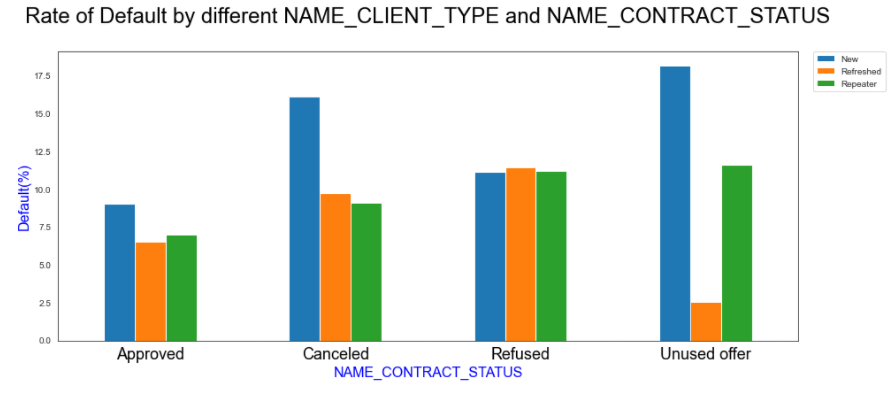 Rate of Default by different NAME_CLIENT_TYPE and NAME_CONTRACT_STATUS
New
Refreshed
Repeater
Default(%)
17.5
15.0
12.5
10.0
7.5
5.0
2.5
0.0
Approved Canceled Refused Unused offer
NAME_CONTRACT_STATUS